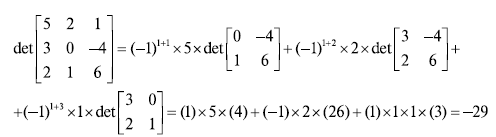 det[5 2 1; 3 0 −4; 2 1 6] = (−1)¹⁺¹ × 5 × det[0 −4; 1 6] + (−1)¹⁺² × 2 × det[3 −4; 2 6] +
+(−1)¹⁺³ × 1 × det[3 0; 2 1] = (1) × 5 × (4) + (−1) × 2 × (26) + (1) × 1 × (3) = −29